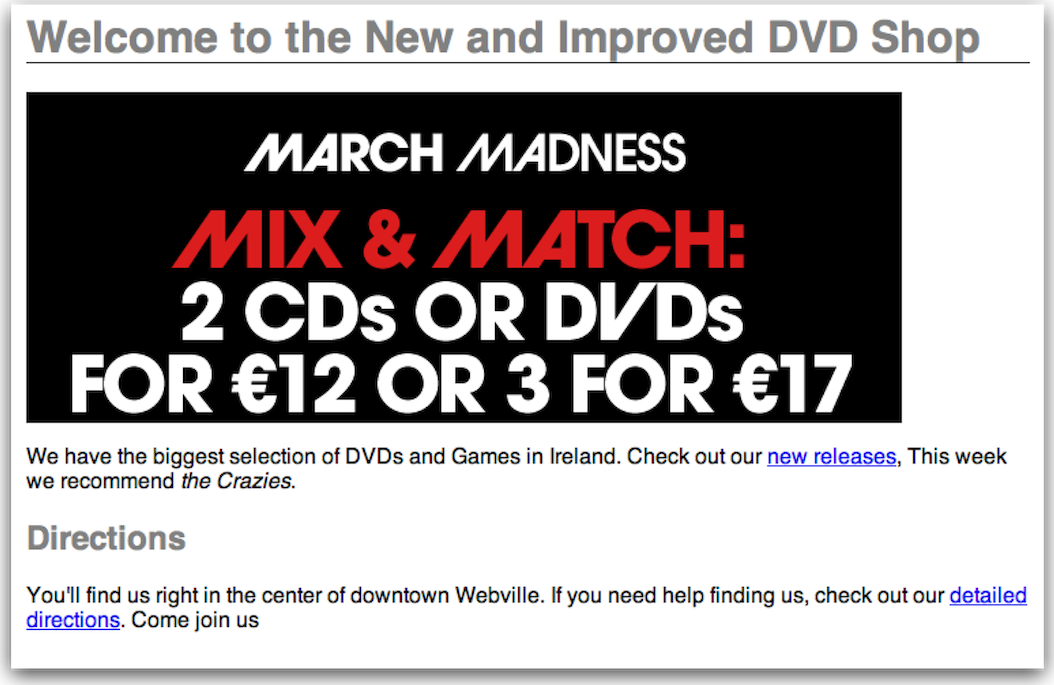 Welcome to the New and Improved DVD Shop
MARCH MADNESS
MIX & MATCH:
2 CDs OR DVDs
FOR €12 OR 3 FOR €17
We have the biggest selection of DVDs and Games in Ireland. Check out our new releases, This week
we recommend the Crazies.
Directions
You'll find us right in the center of downtown Webville. If you need help finding us, check out our detailed
directions. Come join us